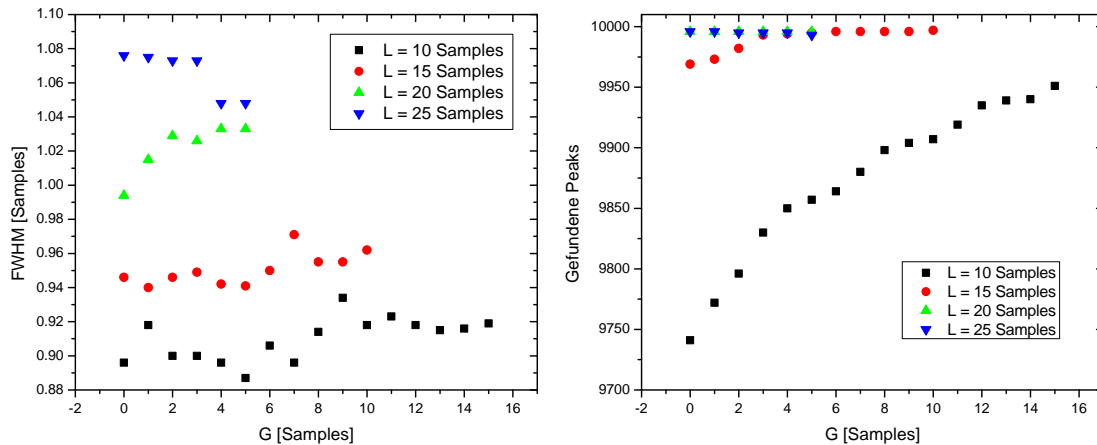 1.10
1.08
1.06
1.04
1.02
1.00
0.98
0.96
0.94
0.92
0.90
0.88
FWHM [Samples]
L = 10 Samples
L = 15 Samples
L = 20 Samples
L = 25 Samples
-2 0 2 4 6 8 10 12 14 16
G [Samples]
10000
9950
9900
9850
9800
9750
9700
Gefundene Peaks
L = 10 Samples
L = 15 Samples
L = 20 Samples
L = 25 Samples
-2 0 2 4 6 8 10 12 14 16
G [Samples]